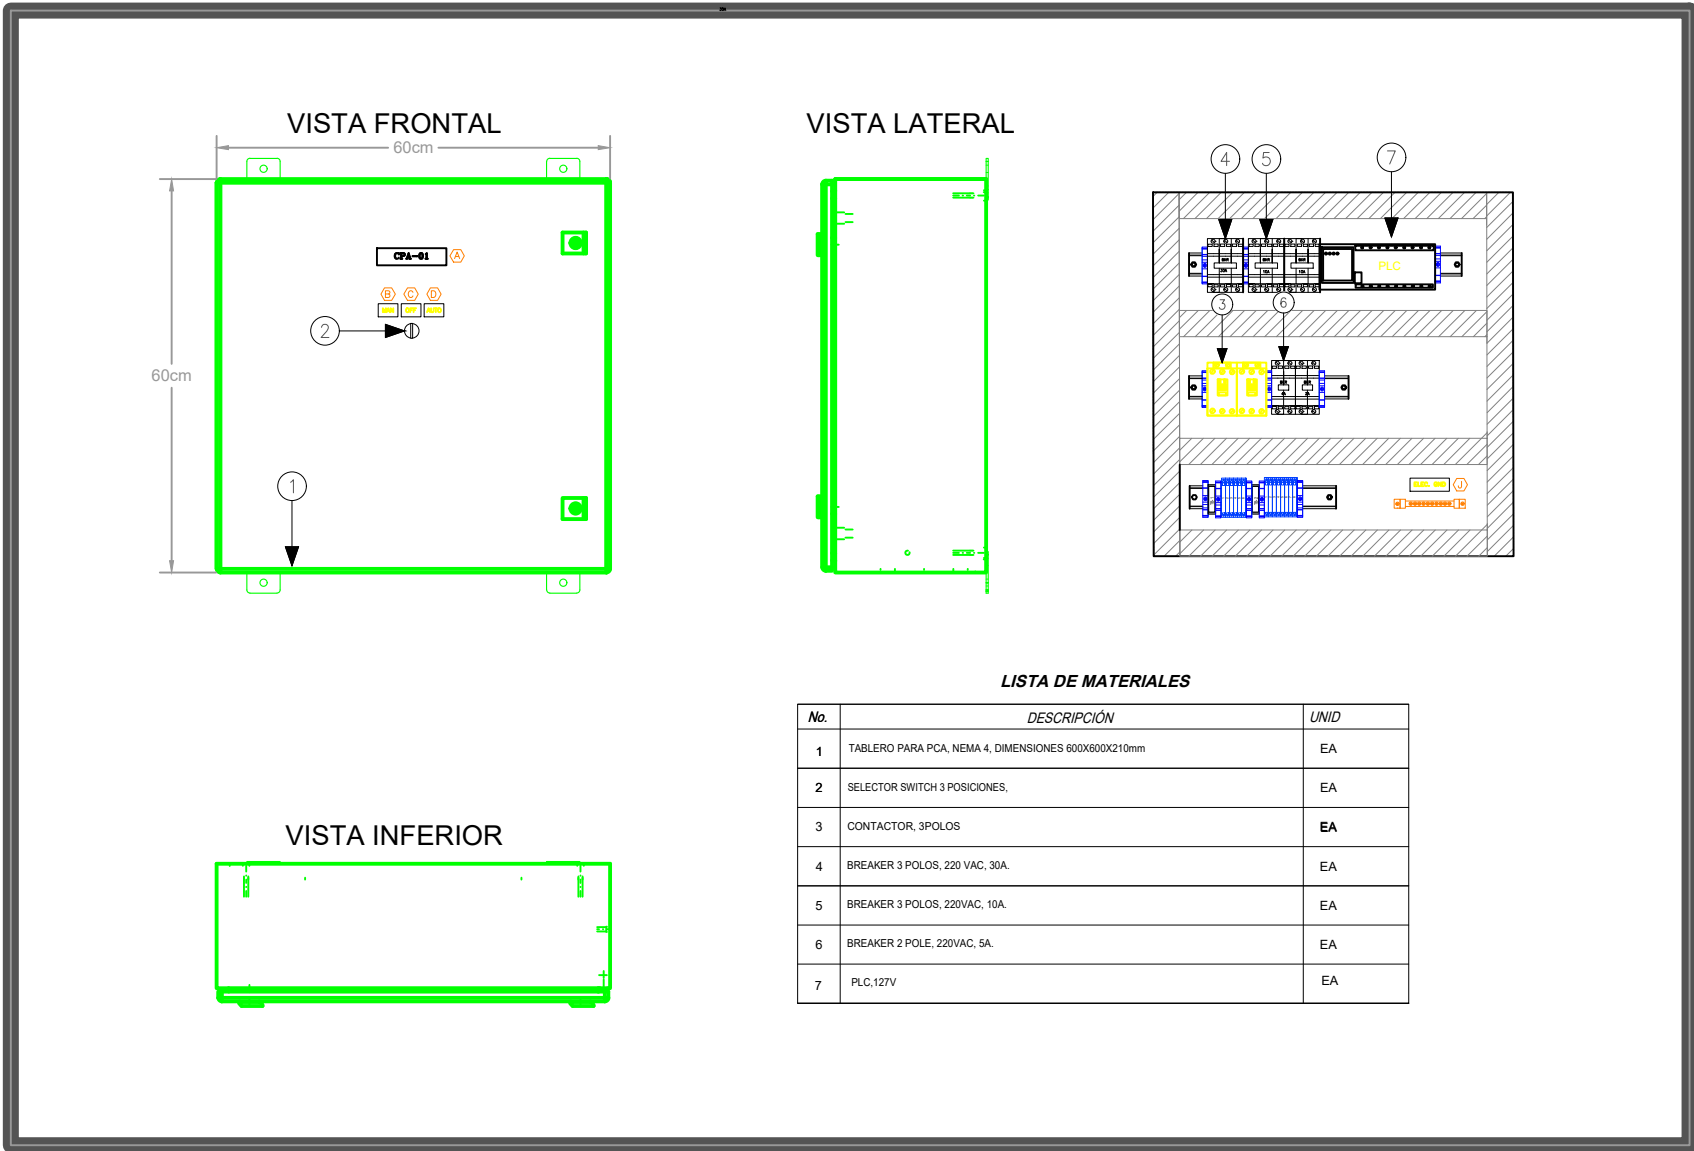 VISTA FRONTAL
60cm
60cm
CPA-01
A
B C D
OFF AUTO
2
1
VISTA LATERAL
4 5 7
PLC
3 6
J
VISTA INFERIOR
LISTA DE MATERIALES
No. DESCRIPCIÓN UNID
1 TABLERO PARA PCA, NEMA 4, DIMENSIONES 600X600X210mm EA
2 SELECTOR SWITCH 3 POSICIONES, EA
3 CONTACTOR, 3POLOS EA
4 BREAKER 3 POLOS, 220 VAC, 30A. EA
5 BREAKER 3 POLOS, 220VAC, 10A. EA
6 BREAKER 2 POLE, 220VAC, 5A. EA
7 PLC,127V EA